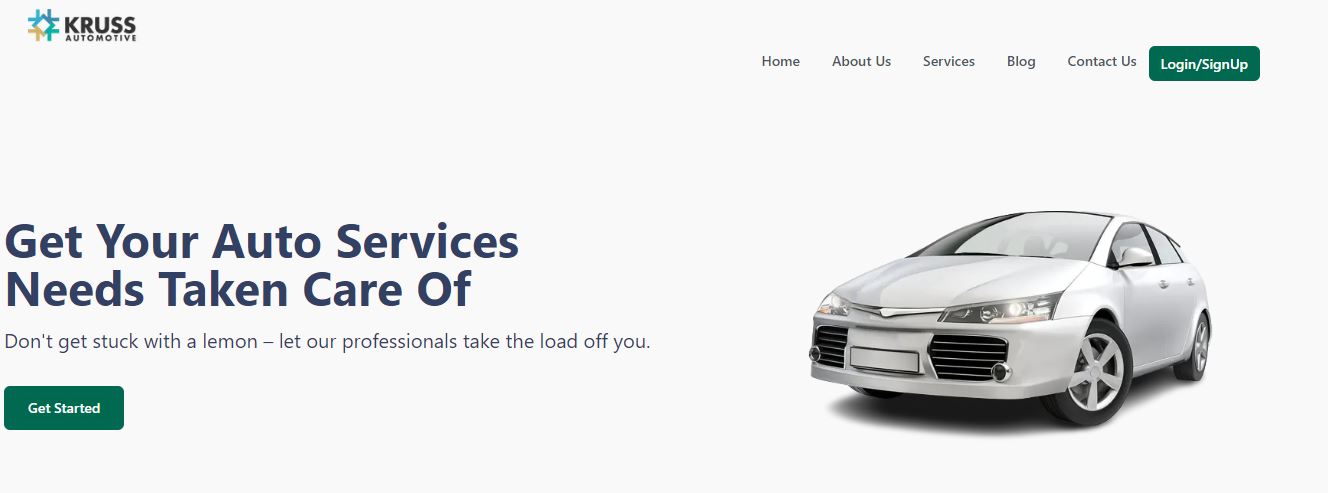 KRUSS
AUTOMOTIVE
Home About Us Services Blog Contact Us Login/SignUp
Get Your Auto Services
Needs Taken Care Of
Don't get stuck with a lemon – let our professionals take the load off you.
Get Started